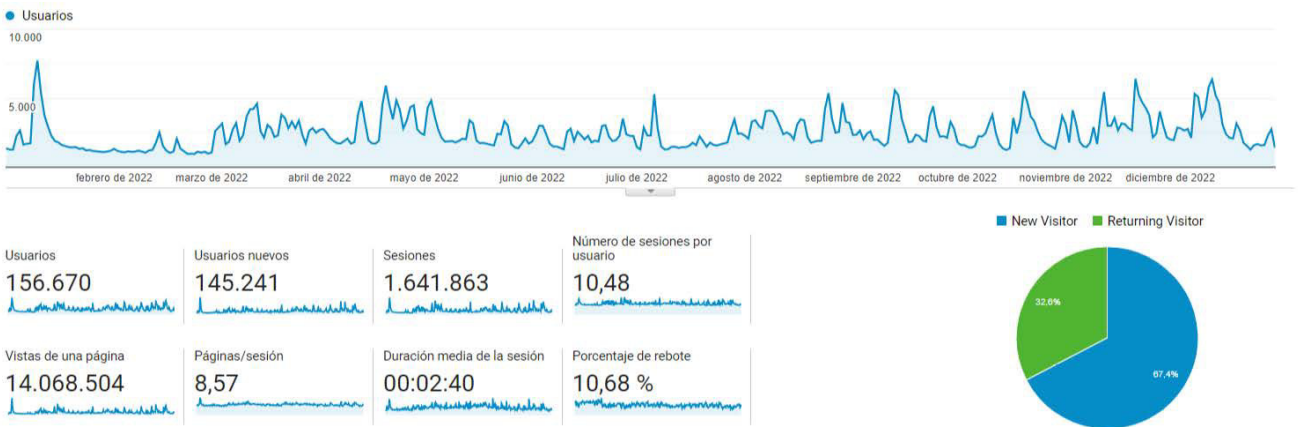 Usuarios
10.000
5.000
febrero de 2022 marzo de 2022 abril de 2022 mayo de 2022 junio de 2022 julio de 2022 agosto de 2022 septiembre de 2022 octubre de 2022 noviembre de 2022 diciembre de 2022
New Visitor Returning Visitor
Usuarios
156.670
Usuarios nuevos
145.241
Sesiones
1.641.863
Número de sesiones por
usuario
10,48
Vistas de una página
14.068.504
Páginas/sesión
8,57
Duración media de la sesión
00:02:40
Porcentaje de rebote
10,68 %
32,6%
67,4%